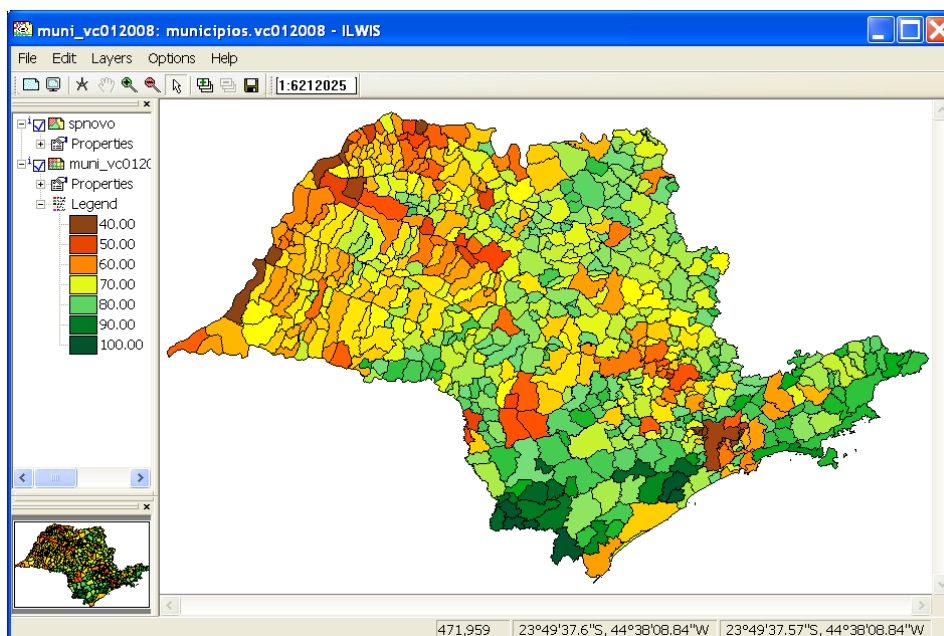 muni_vc012008: municipios.vc012008 - ILWIS
File Edit Layers Options Help
1:6212025
spnovo
Properties
muni_vc0120
Properties
Legend
40.00
50.00
60.00
70.00
80.00
90.00
100.00
471,959 23°49'37.6"S, 44°38'08.84"W 23°49'37.57"S, 44°38'08.84"W